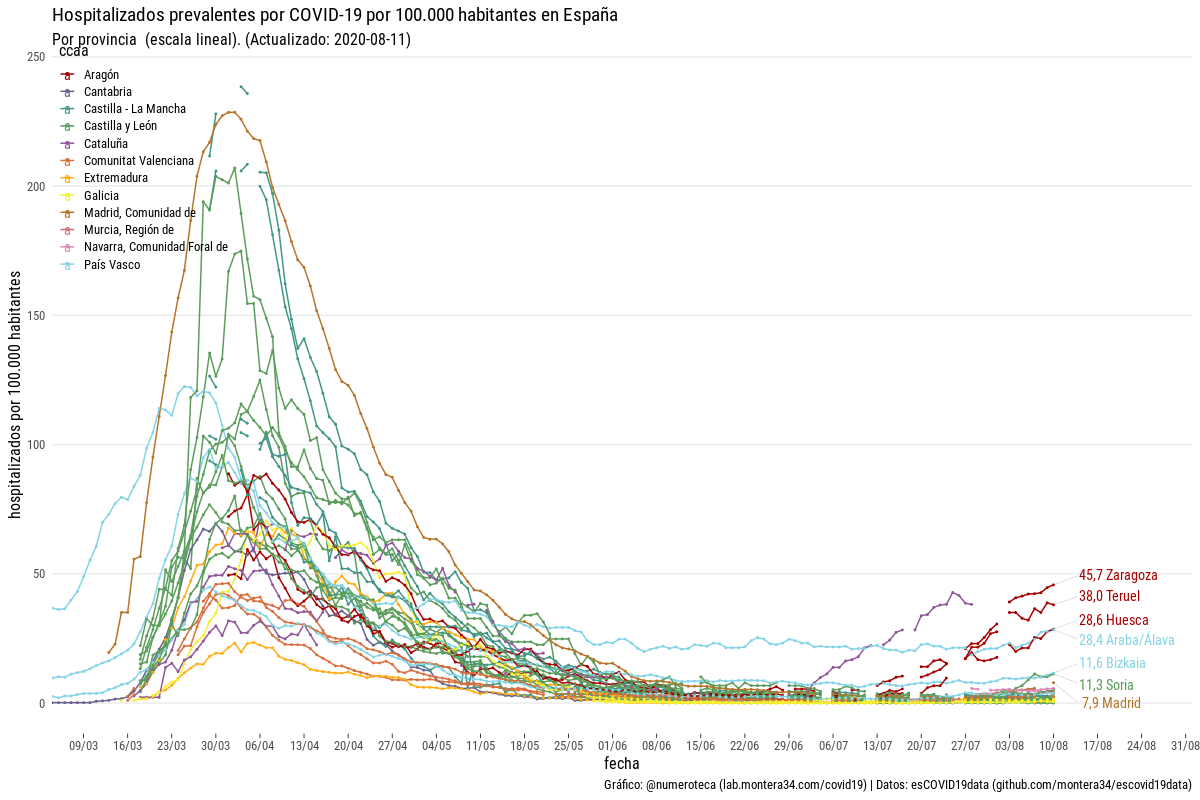 Hospitalizados prevalentes por COVID-19 por 100.000 habitantes en España
Por provincia (escala lineal). (Actualizado: 2020-08-11)
ccaa
Aragón
Cantabria
Castilla - La Mancha
Castilla y León
Cataluña
Comunitat Valenciana
Extremadura
Galicia
Madrid, Comunidad de
Murcia, Región de
Navarra, Comunidad Foral de
País Vasco
hospitalizados por 100.000 habitantes
250
200
150
100
50
0
45,7 Zaragoza
38,0 Teruel
28,6 Huesca
28,4 Araba/Álava
11,6 Bizkaia
11,3 Soria
7,9 Madrid
09/03 16/03 23/03 30/03 06/04 13/04 20/04 27/04 04/05 11/05 18/05 25/05 01/06 08/06 15/06 22/06 29/06 06/07 13/07 20/07 27/07 03/08 10/08 17/08 24/08 31/08
fecha
Gráfico: @numeroteca (lab.montera34.com/covid19) | Datos: esCOVID19data (github.com/montera34/escovid19data)